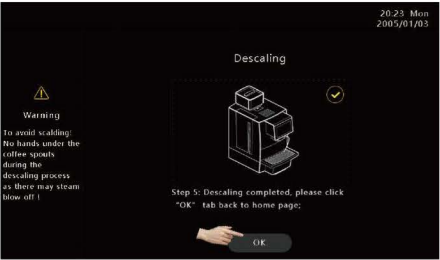 20:23 Mon
2005/01/03
Descaling
Warning
To avoid scalding!
No hands under the
coffee spouts
during the
descaling process
as there may steam
blow off !
Step 5: Descaling completed, please click
"OK" tab back to home page;
OK